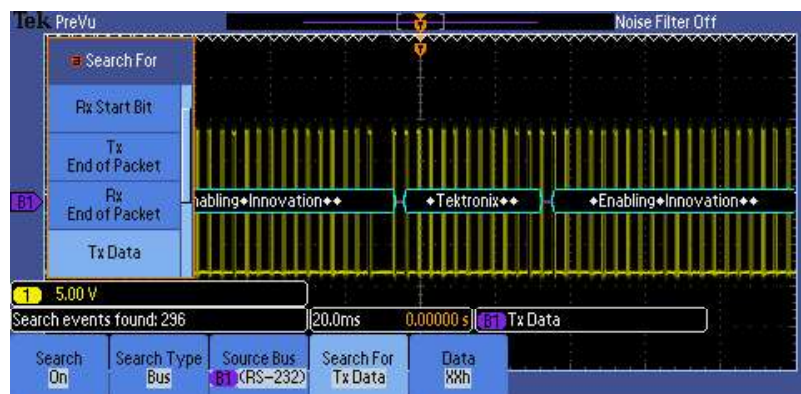 Tek PreVu Noise Filter Off
Search For
Rx Start Bit
Tx
End of Packet
Rx
End of Packet
Tx Data
B1 nabling♦Innovation♦♦ ♦Tektronix♦♦ ♦Enabling♦Innovation♦♦
1 5.00 V
Search events found: 296 20.0ms 0.00000 s B1 Tx Data
Search On
Search Type Bus
Source Bus B1 (RS-232)
Search For Tx Data
Data XXh